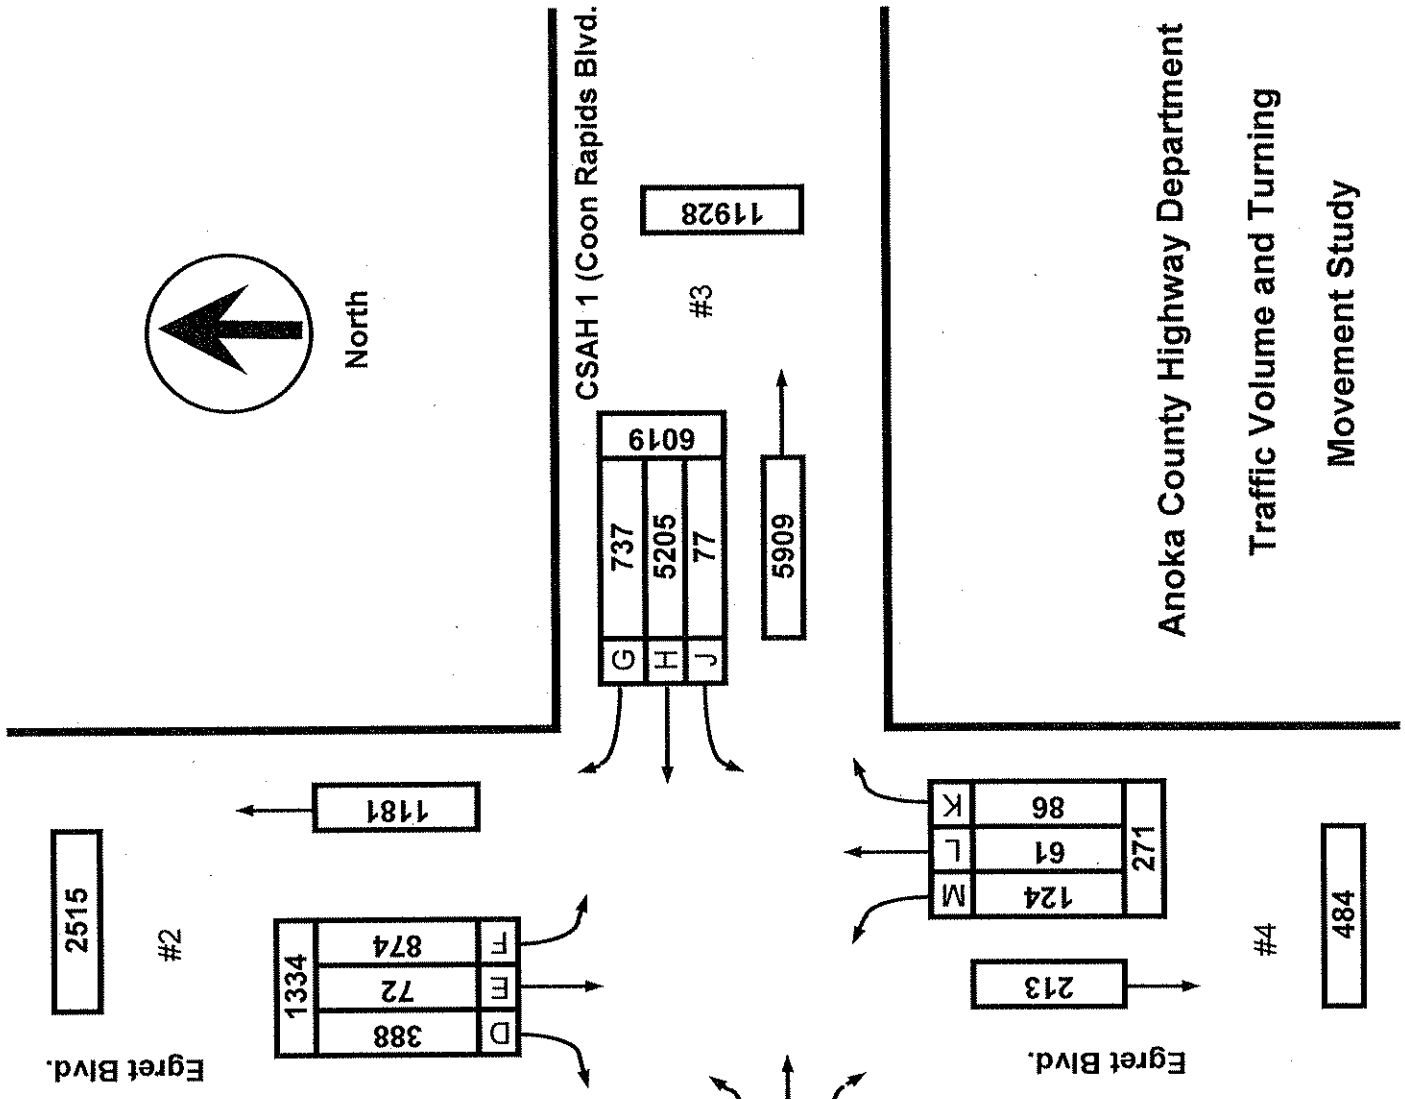 2515
#2
Egret Blvd.
1334
388
72
874
D
E
F
1181
North
CSAH 1 (Coon Rapids Blvd.
G
737
H
5205
J
77
6019
5909
#3
11928
M
L
K
124
61
86
271
213
#4
484
Egret Blvd.
Anoka County Highway Department
Traffic Volume and Turning
Movement Study